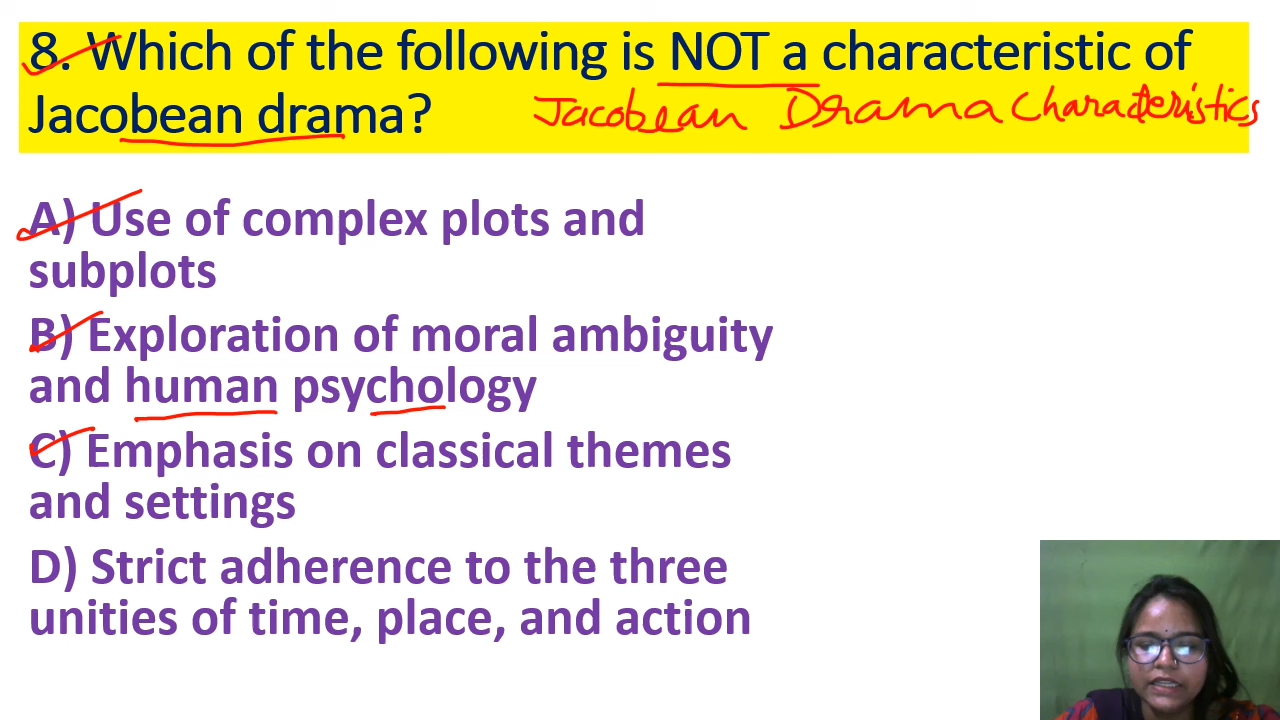 8. Which of the following is NOT a characteristic of
Jacobean drama?
Jacobean Drama Characteristics
A) Use of complex plots and
subplots
B) Exploration of moral ambiguity
and human psychology
C) Emphasis on classical themes
and settings
D) Strict adherence to the three
unities of time, place, and action